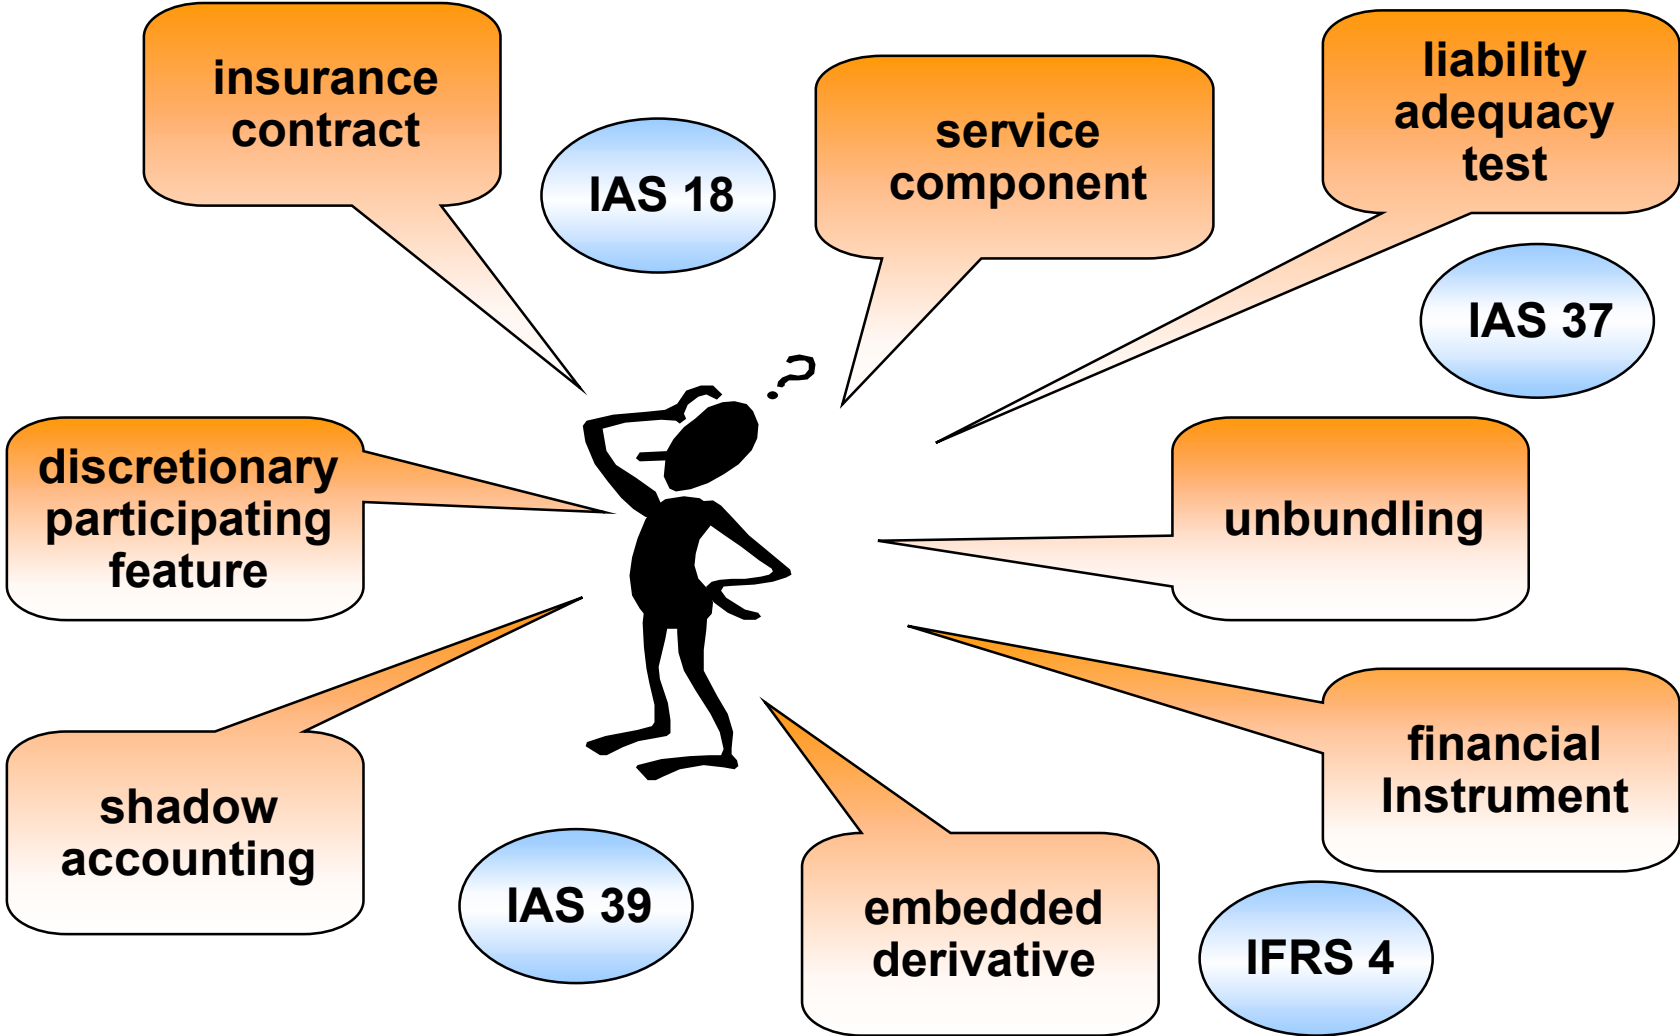 insurance
contract
IAS 18
service
component
liability
adequacy
test
IAS 37
?
discretionary
participating
feature
unbundling
shadow
accounting
financial
Instrument
IAS 39
embedded
derivative
IFRS 4